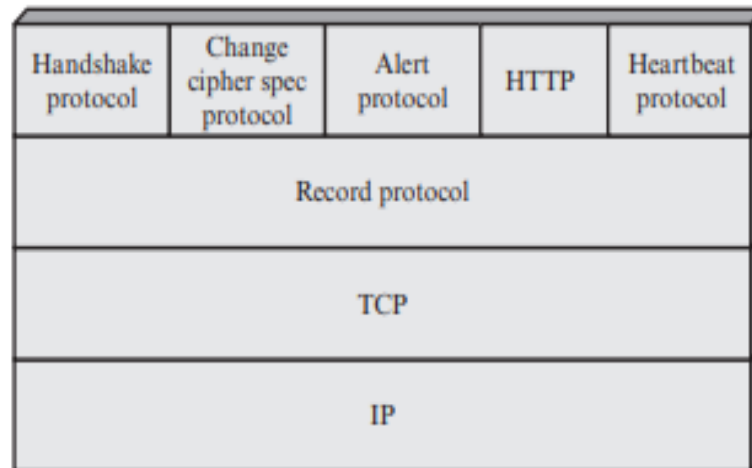 Handshake
protocol
Change
cipher spec
protocol
Alert
protocol
HTTP
Heartbeat
protocol
Record protocol
TCP
IP